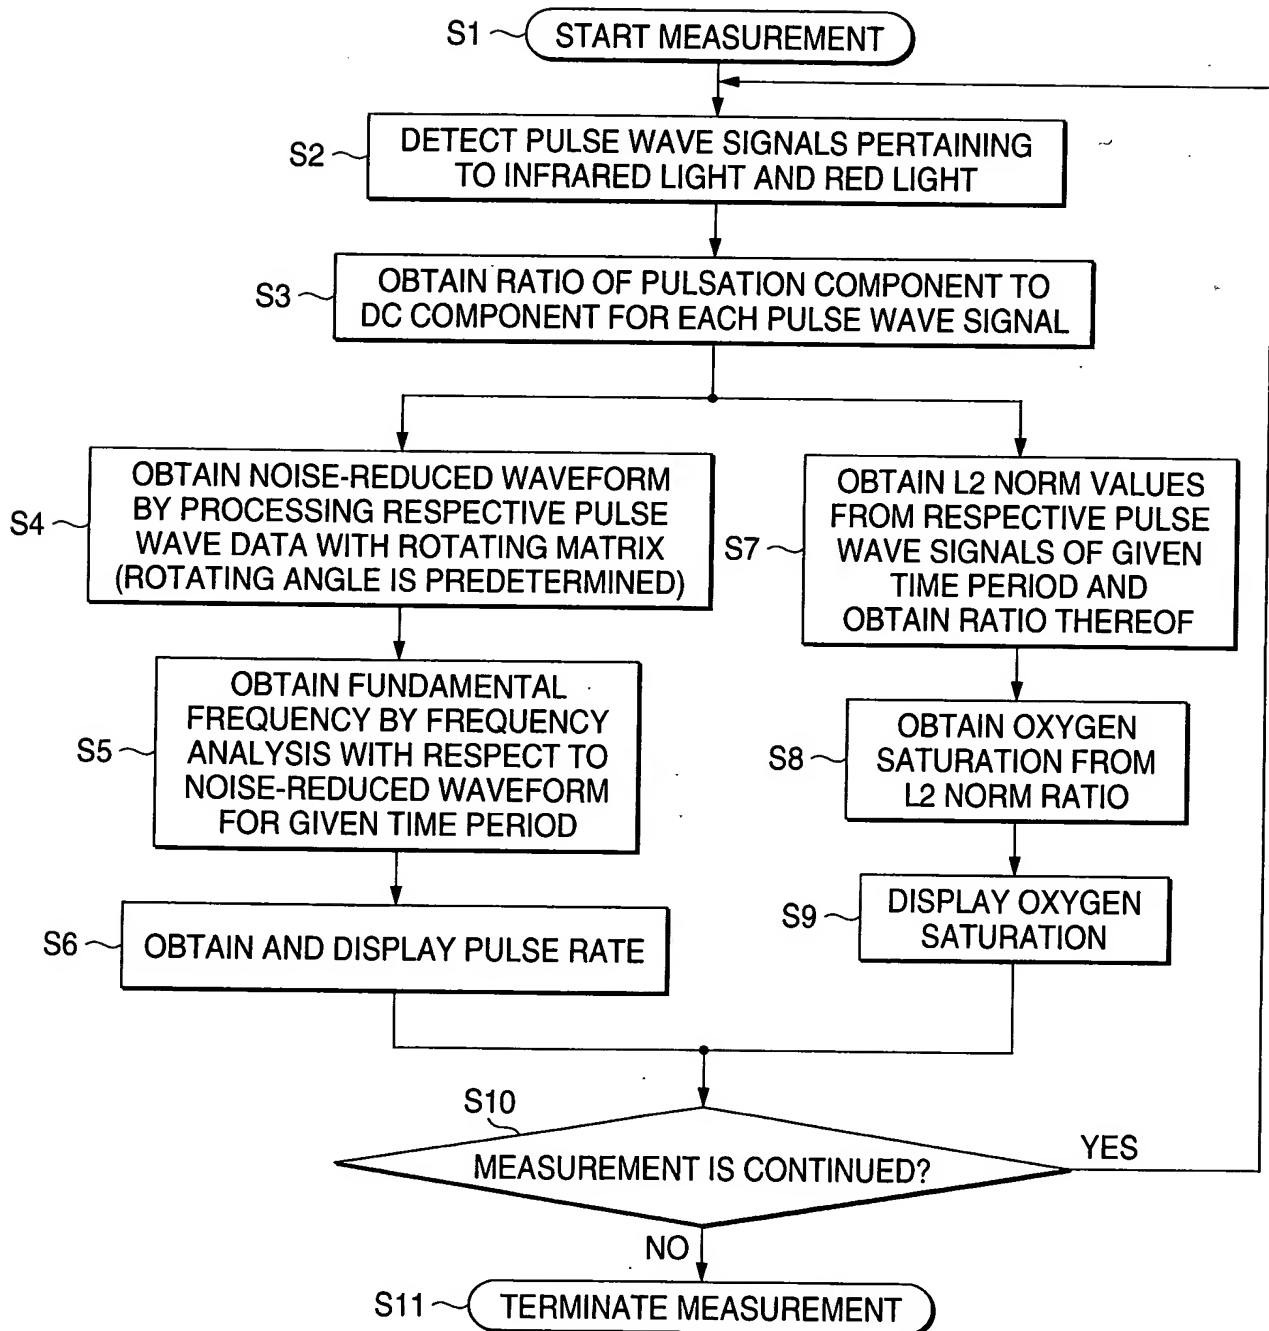 S1
START MEASUREMENT
S2
DETECT PULSE WAVE SIGNALS PERTAINING
TO INFRARED LIGHT AND RED LIGHT
S3
OBTAIN RATIO OF PULSATION COMPONENT TO
DC COMPONENT FOR EACH PULSE WAVE SIGNAL
S4
OBTAIN NOISE-REDUCED WAVEFORM
BY PROCESSING RESPECTIVE PULSE
WAVE DATA WITH ROTATING MATRIX
(ROTATING ANGLE IS PREDETERMINED)
S7
OBTAIN L2 NORM VALUES
FROM RESPECTIVE PULSE
WAVE SIGNALS OF GIVEN
TIME PERIOD AND
OBTAIN RATIO THEREOF
S5
OBTAIN FUNDAMENTAL
FREQUENCY BY FREQUENCY
ANALYSIS WITH RESPECT TO
NOISE-REDUCED WAVEFORM
FOR GIVEN TIME PERIOD
S8
OBTAIN OXYGEN
SATURATION FROM
L2 NORM RATIO
S6
OBTAIN AND DISPLAY PULSE RATE
S9
DISPLAY OXYGEN
SATURATION
S10
MEASUREMENT IS CONTINUED?
YES
NO
S11
TERMINATE MEASUREMENT